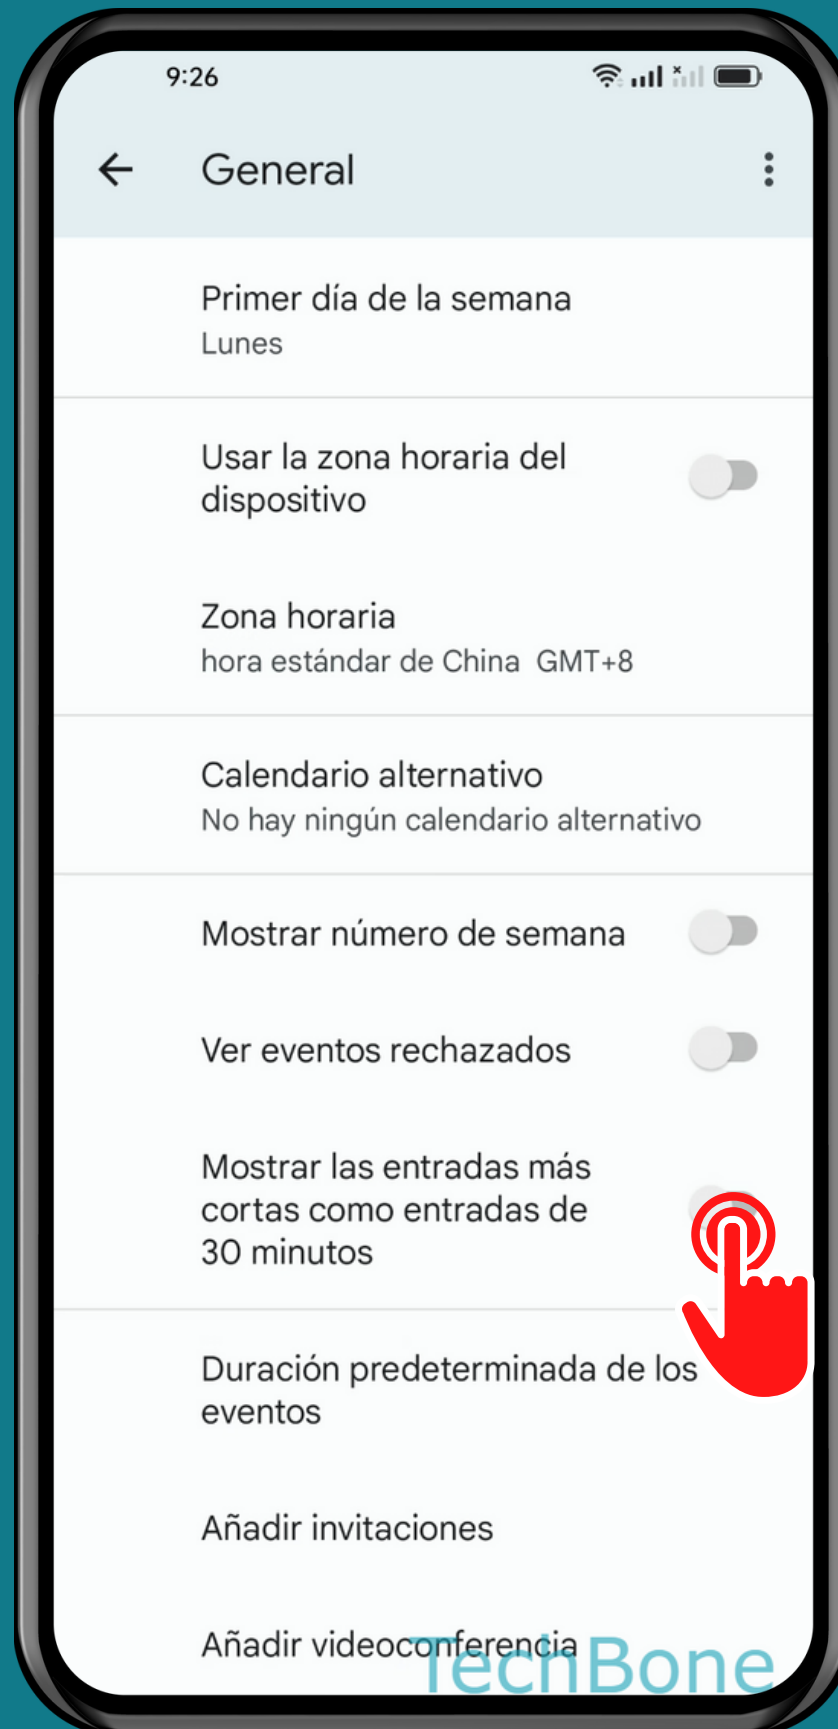 9:26
General
Primer día de la semana
Lunes
Usar la zona horaria del
dispositivo
Zona horaria
hora estándar de China GMT+8
Calendario alternativo
No hay ningún calendario alternativo
Mostrar número de semana
Ver eventos rechazados
Mostrar las entradas más
cortas como entradas de
30 minutos
Duración predeterminada de los
eventos
Añadir invitaciones
Añadir videoconferencia
TechBone